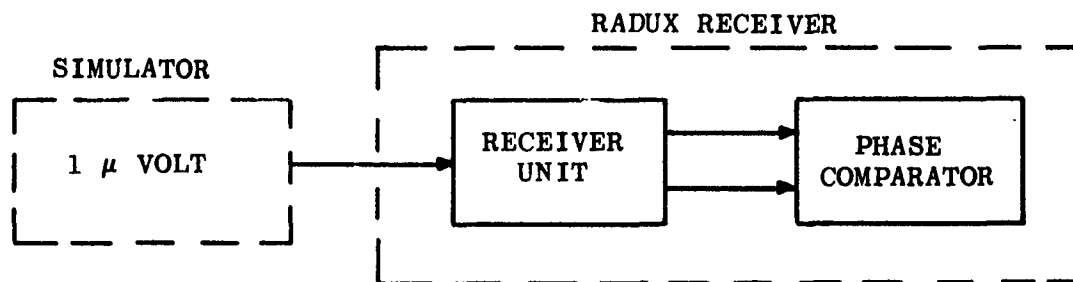 RADUX RECEIVER
SIMULATOR
1 μ VOLT
RECEIVER
UNIT
PHASE
COMPARATOR